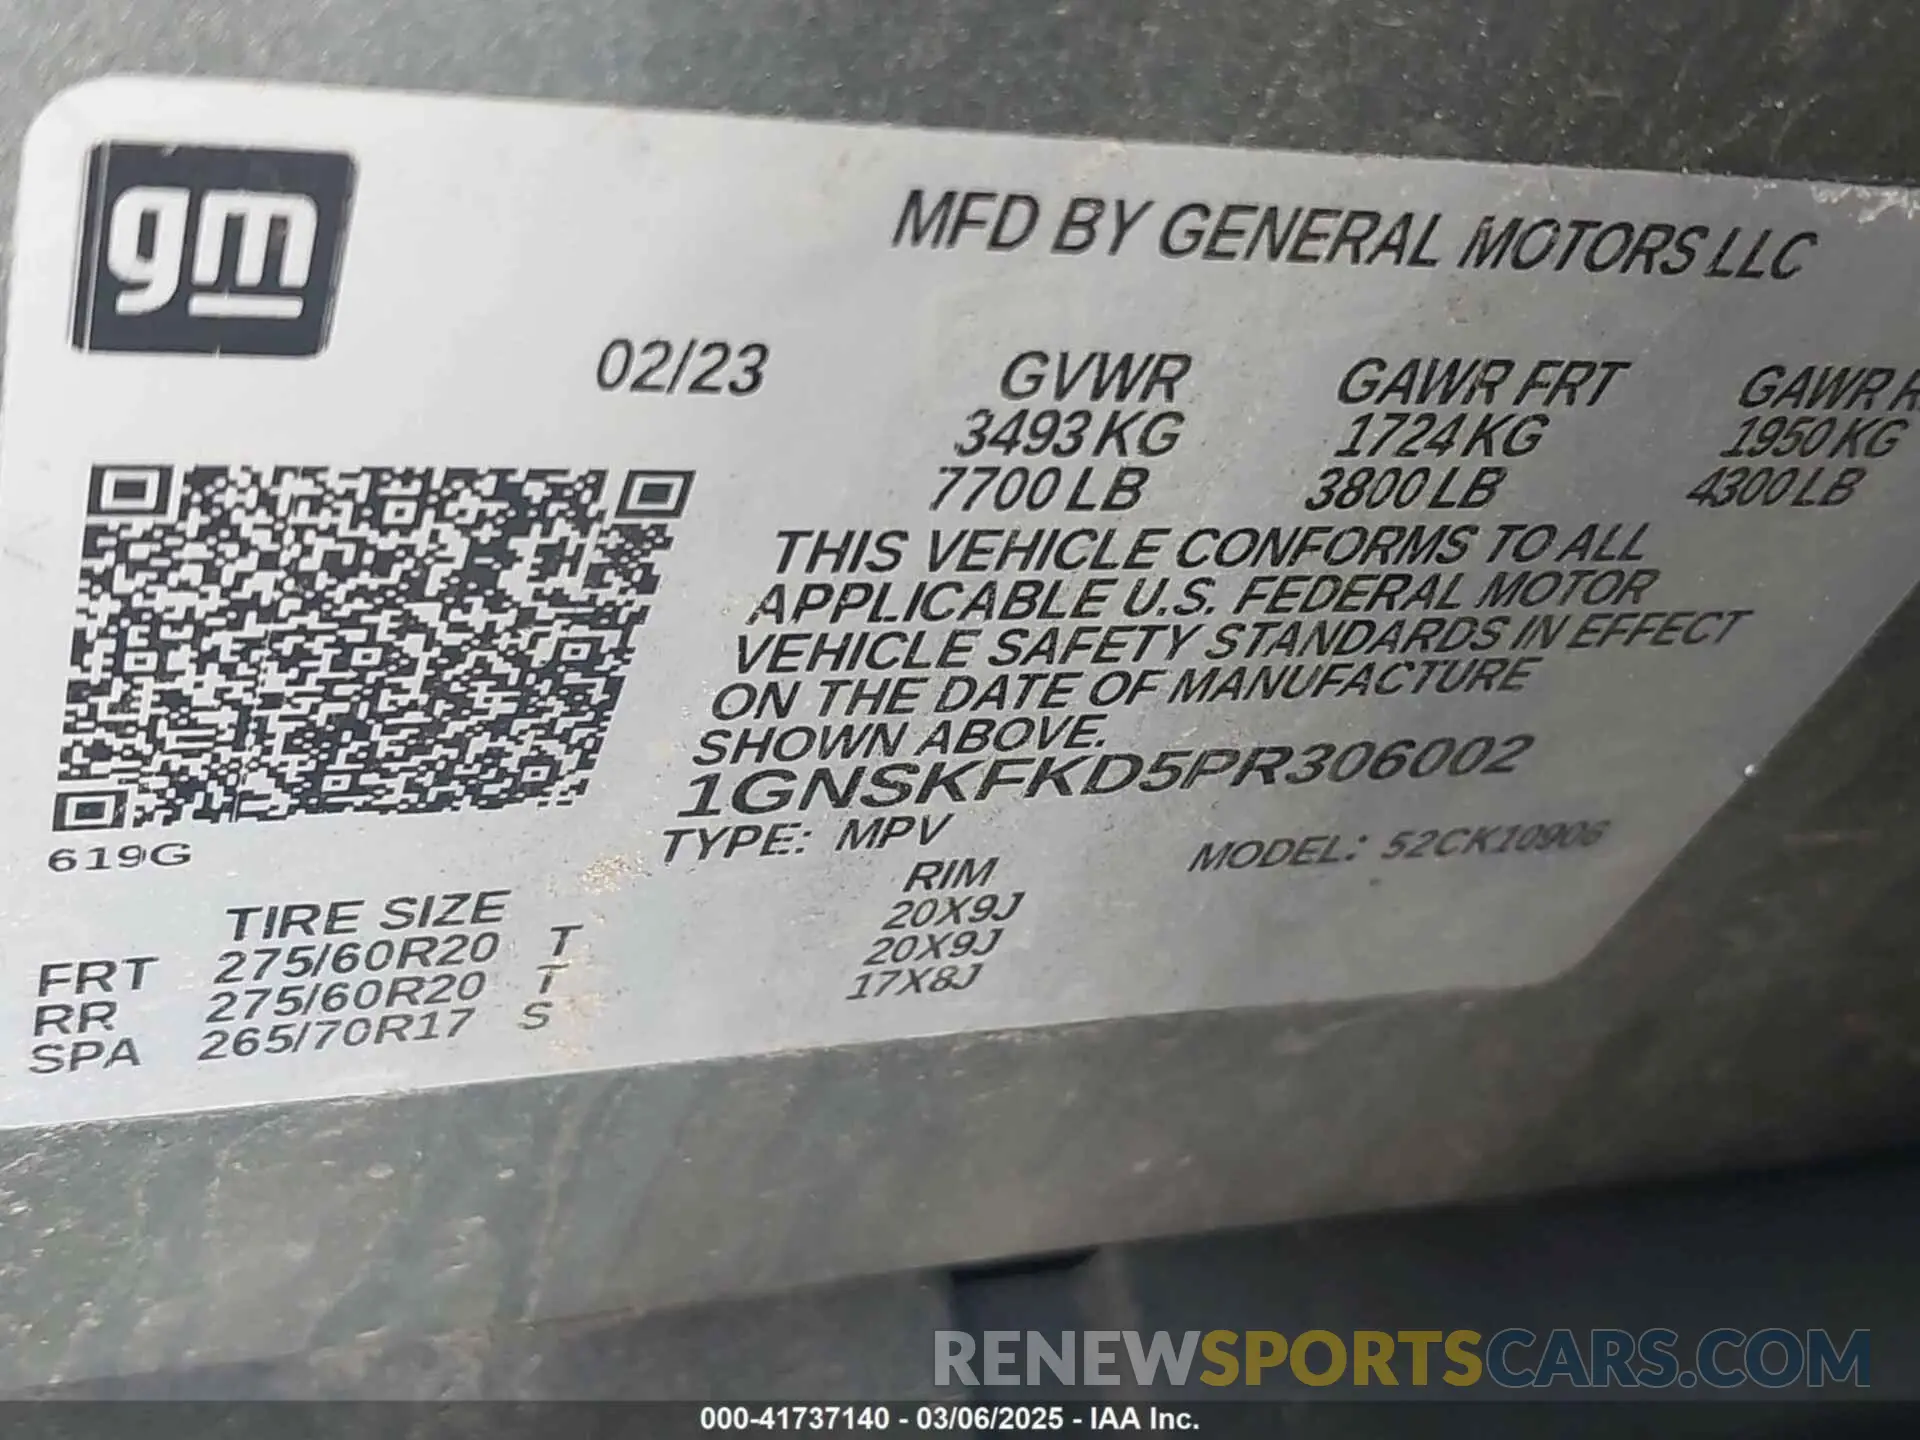 gm
MFD BY GENERAL MOTORS LLC
02/23
GVWR GAWR FRT GAWR
3493 KG 1724 KG 1950 KG
7700 LB 3800 LB 4300 LB
THIS VEHICLE CONFORMS TO ALL
APPLICABLE U.S. FEDERAL MOTOR
VEHICLE SAFETY STANDARDS IN EFFECT
ON THE DATE OF MANUFACTURE
SHOWN ABOVE.
1GNSKFKD5PR306002
619G
TYPE: MPV MODEL: 52CK10906
TIRE SIZE RIM
FRT 275/60R20 T 20X9J
RR 275/60R20 T 20X9J
SPA 265/70R17 S 17X8J
RENEWSPORTSCARS.COM
000-41737140 - 03/06/2025 - IAA Inc.